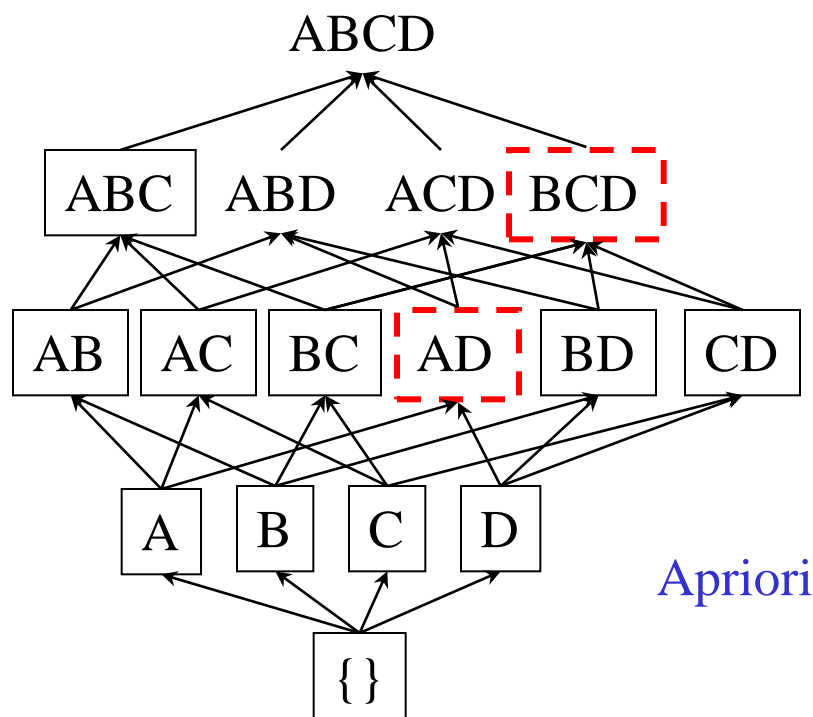 ABCD
ABC ABD ACD BCD
AB AC BC AD BD CD
A B C D
Apriori
{}